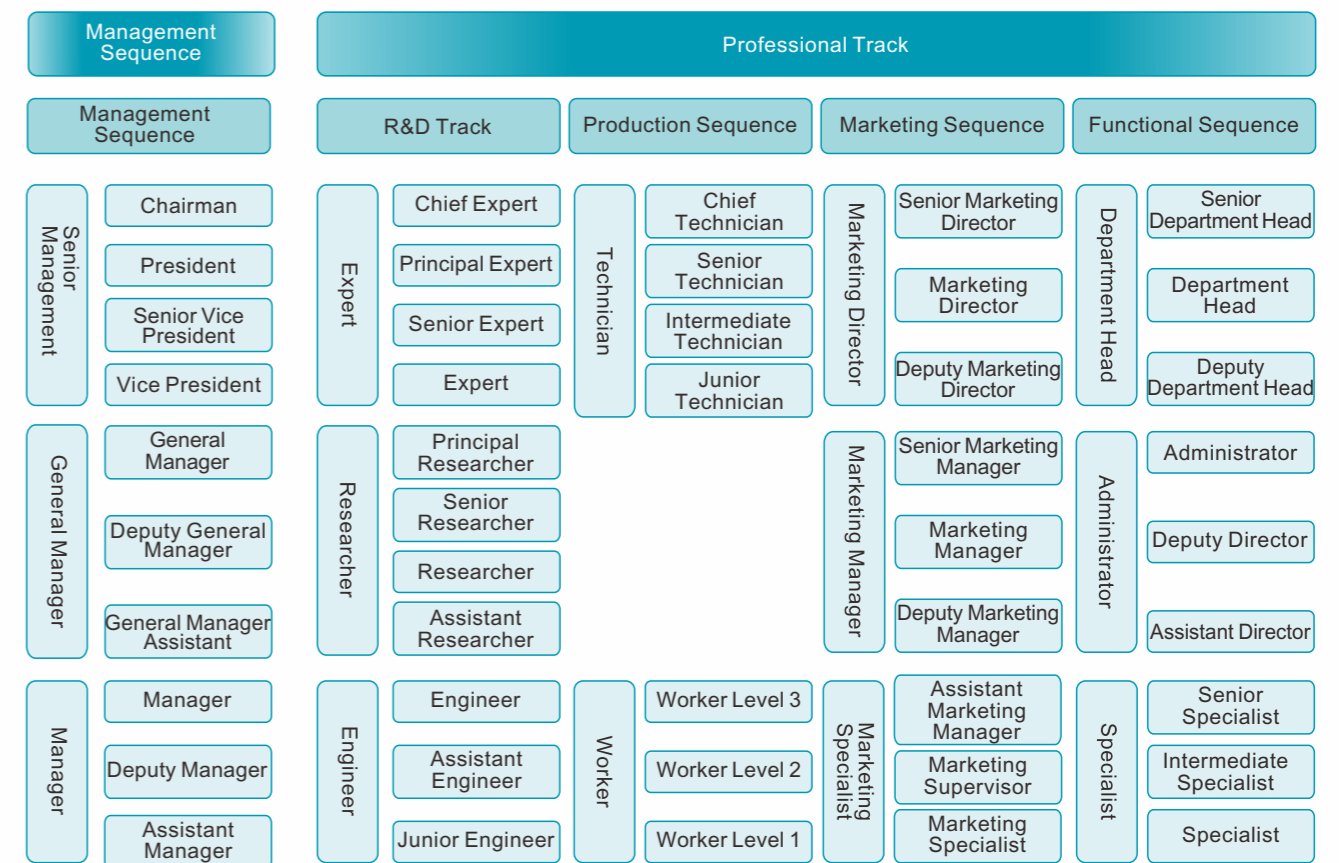 Management
Sequence
Professional Track
Management
Sequence
R&D Track
Production Sequence
Marketing Sequence
Functional Sequence
Senior
Management
Chairman
President
Senior Vice
President
Vice President
General Manager
General
Manager
Deputy General
Manager
General Manager
Assistant
Manager
Manager
Deputy Manager
Assistant
Manager
Expert
Chief Expert
Principal Expert
Senior Expert
Expert
Researcher
Principal
Researcher
Senior
Researcher
Researcher
Assistant
Researcher
Engineer
Engineer
Assistant
Engineer
Junior Engineer
Technician
Chief
Technician
Senior
Technician
Intermediate
Technician
Junior
Technician
Worker
Worker Level 3
Worker Level 2
Worker Level 1
Marketing Director
Senior Marketing
Director
Marketing
Director
Deputy Marketing
Director
Marketing Manager
Senior Marketing
Manager
Marketing
Manager
Deputy Marketing
Manager
Marketing
Specialist
Assistant
Marketing
Manager
Marketing
Supervisor
Marketing
Specialist
Department Head
Senior
Department Head
Department
Head
Deputy
Department Head
Administrator
Administrator
Deputy Director
Assistant Director
Specialist
Senior
Specialist
Intermediate
Specialist
Specialist